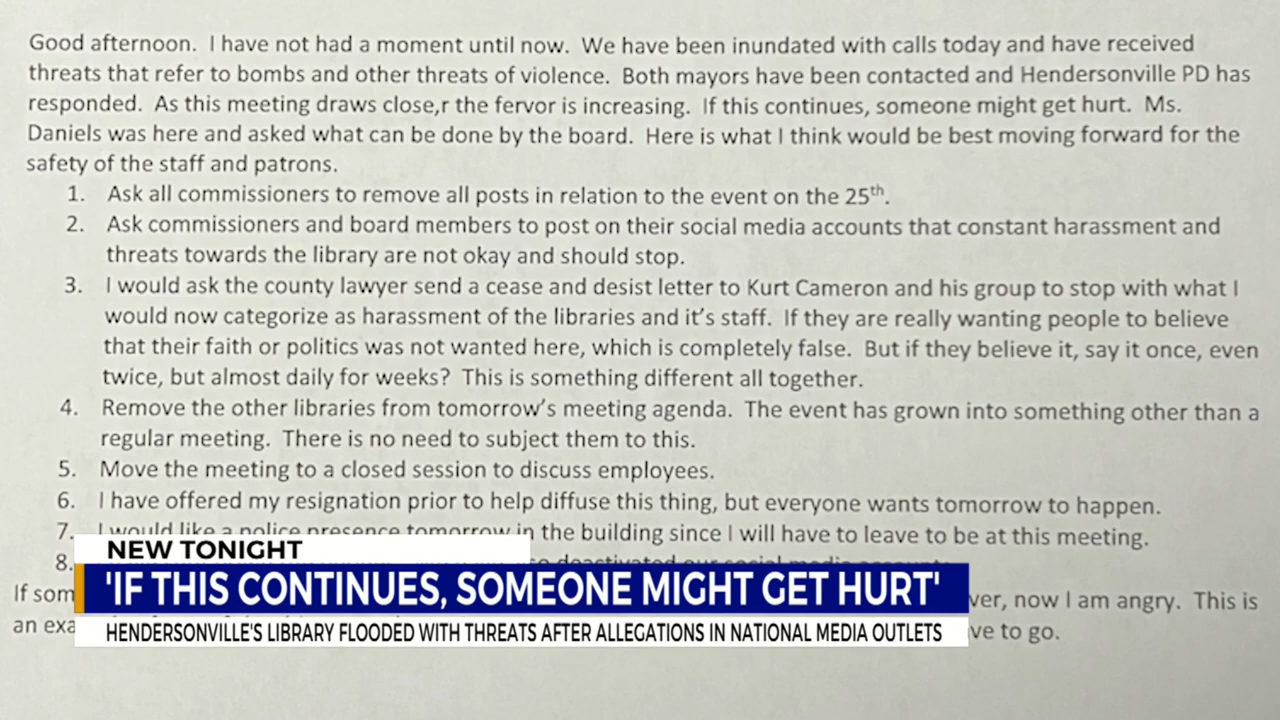 Good afternoon.  I have not had a moment until now.  We have been inundated with calls today and have received
threats that refer to bombs and other threats of violence.  Both mayors have been contacted and Hendersonville PD has
responded.  As this meeting draws close,r the fervor is increasing.  If this continues, someone might get hurt.  Ms.
Daniels was here and asked what can be done by the board.  Here is what I think would be best moving forward for the
safety of the staff and patrons.
1. Ask all commissioners to remove all posts in relation to the event on the 25th.
2. Ask commissioners and board members to post on their social media accounts that constant harassment and
threats towards the library are not okay and should stop.
3. I would ask the county lawyer send a cease and desist letter to Kurt Cameron and his group to stop with what I
would now categorize as harassment of the libraries and it's staff.  If they are really wanting people to believe
that their faith or politics was not wanted here, which is completely false.  But if they believe it, say it once, even
twice, but almost daily for weeks?  This is something different all together.
4. Remove the other libraries from tomorrow's meeting agenda.  The event has grown into something other than a
regular meeting.  There is no need to subject them to this.
5. Move the meeting to a closed session to discuss employees.
6. I have offered my resignation prior to help diffuse this thing, but everyone wants tomorrow to happen.
7. I would like a police presence tomorrow in the building since I will have to leave to be at this meeting.
8. deactivated our social media accounts
If som ver, now I am angry.  This is
an exa ve to go.
NEW TONIGHT
'IF THIS CONTINUES, SOMEONE MIGHT GET HURT'
HENDERSONVILLE'S LIBRARY FLOODED WITH THREATS AFTER ALLEGATIONS IN NATIONAL MEDIA OUTLETS